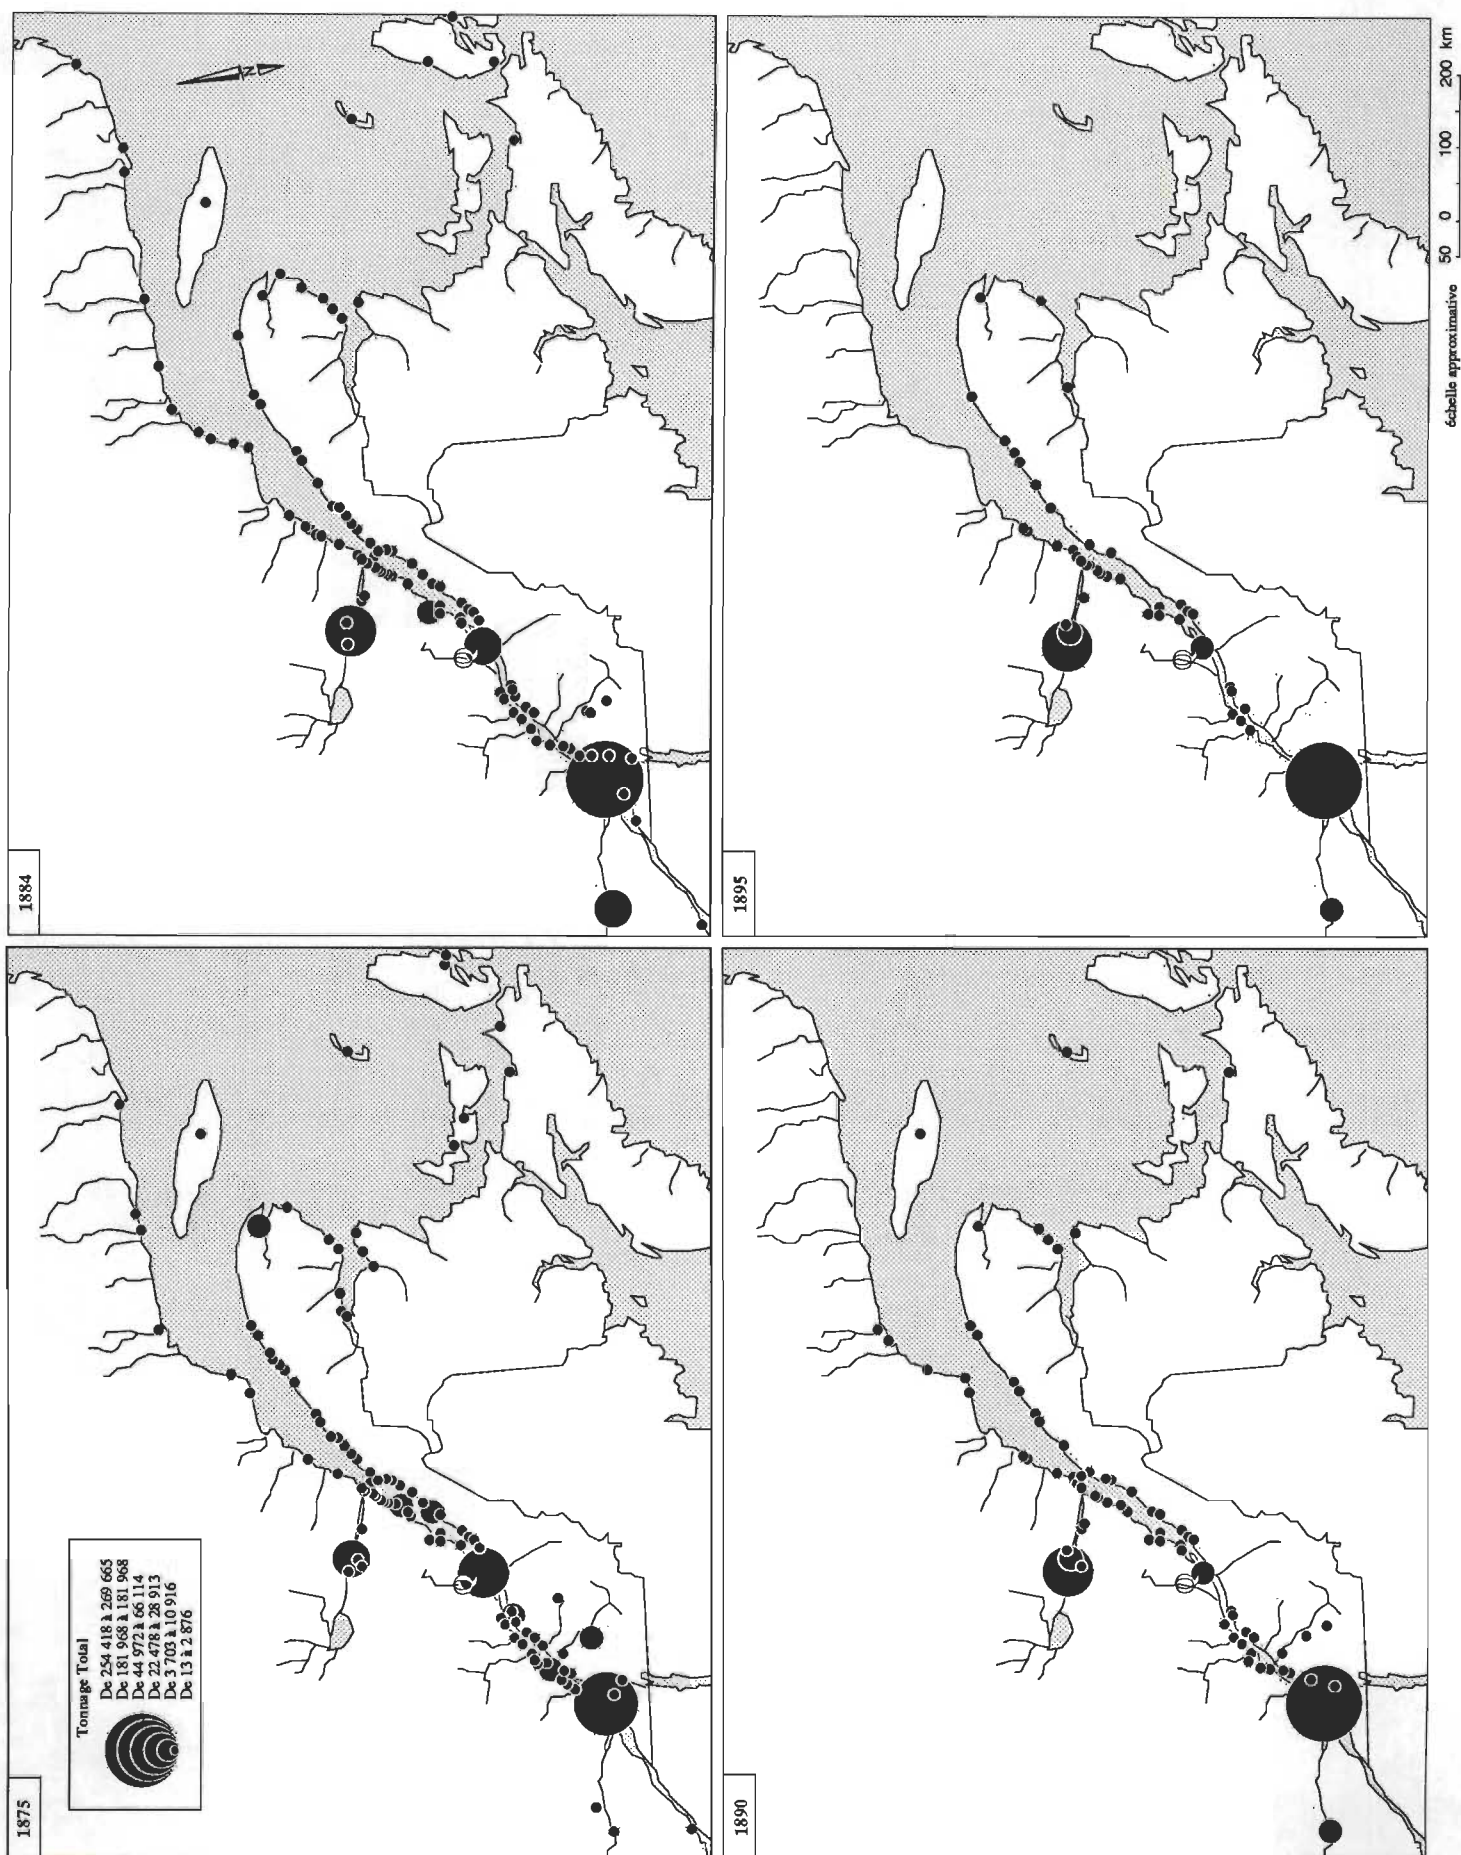 1875
Tonnage Total
De 254 418 à 269 665
De 181 968 à 181 968
De 44 972 à 66 114
De 22 478 à 28 913
De 3 703 à 10 916
De 13 à 2 876
1884
N
1890
1895
50 0 100 200 km
échelle approximative